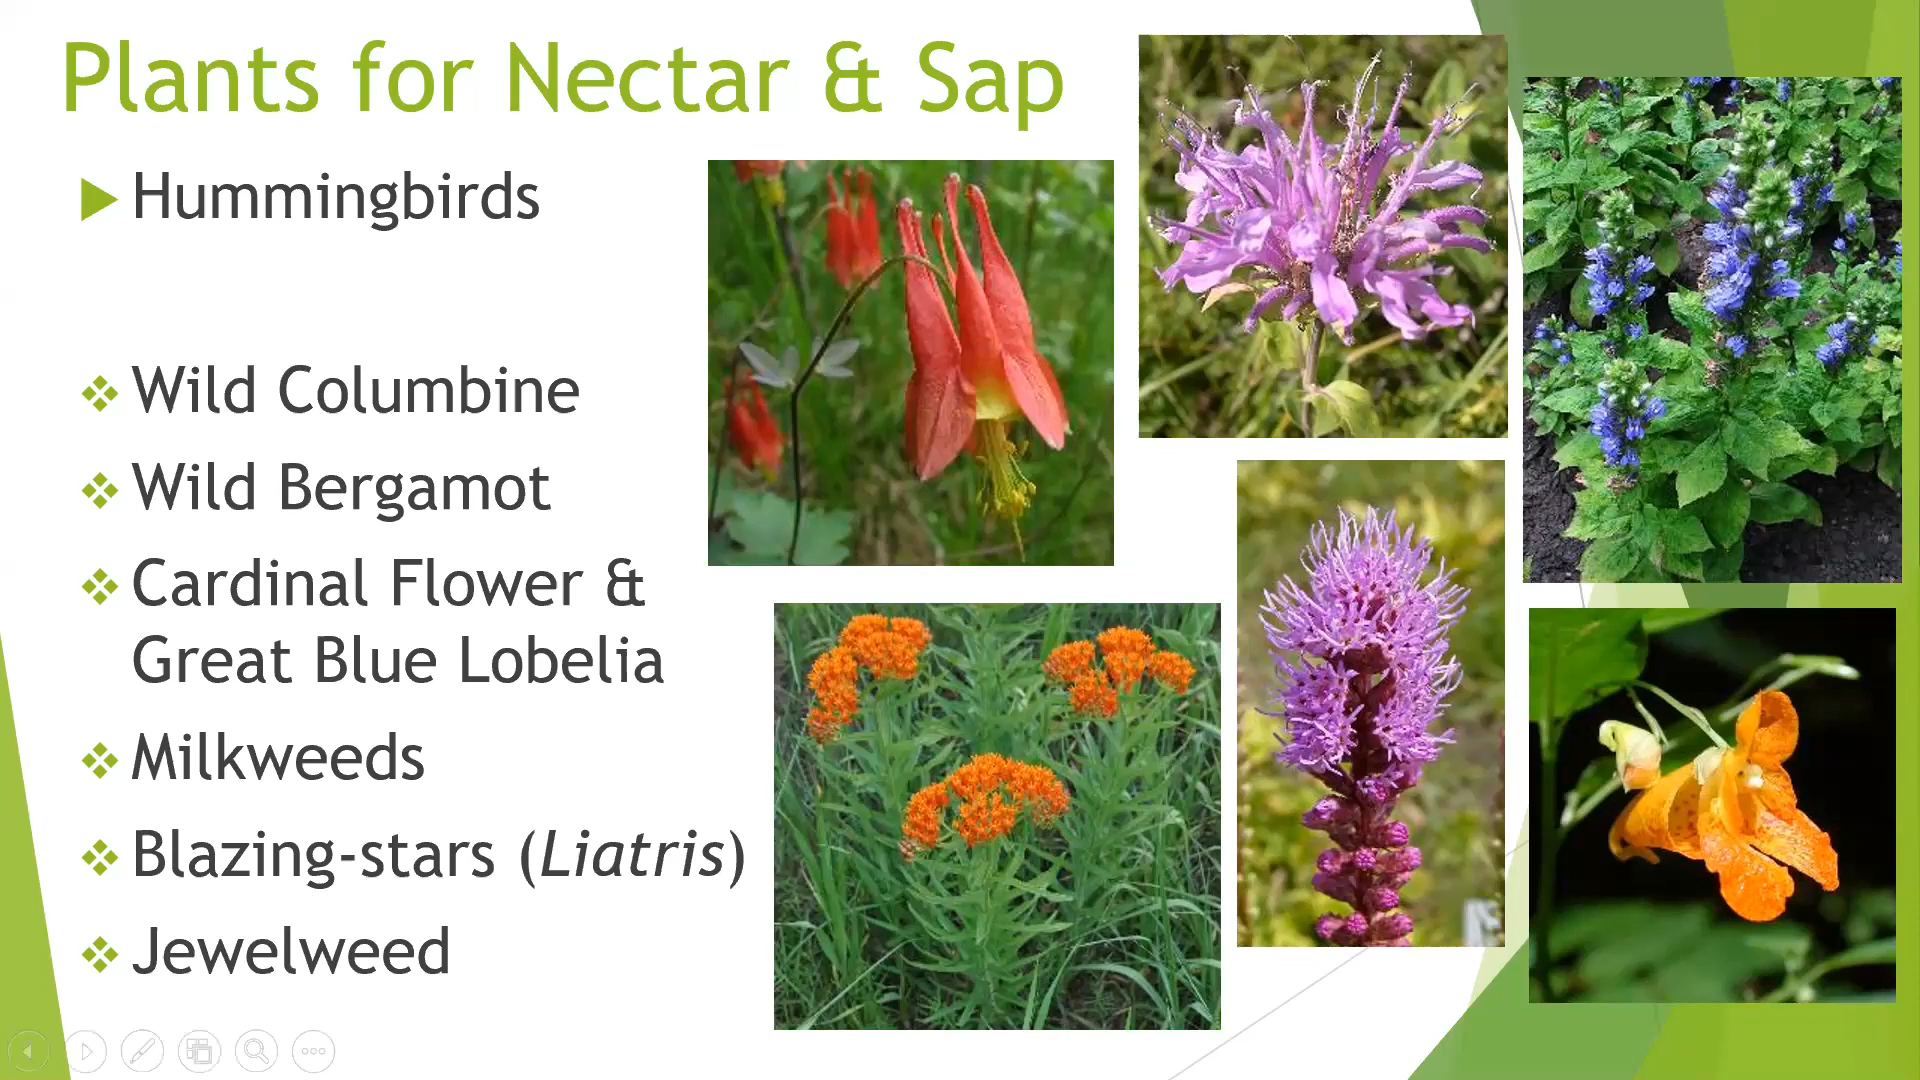 Plants for Nectar & Sap
Hummingbirds
Wild Columbine
Wild Bergamot
Cardinal Flower &
Great Blue Lobelia
Milkweeds
Blazing-stars (Liatris)
Jewelweed